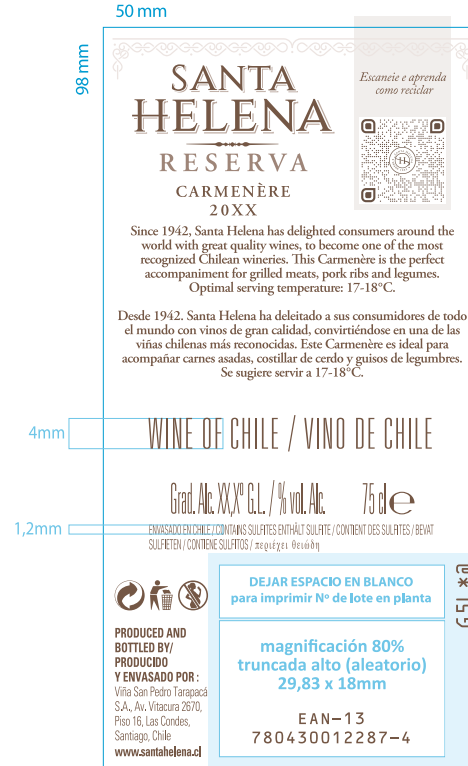 50 mm
98 mm
SANTA
HELENA
RESERVA
CARMENÈRE
20XX
Escaneie e aprenda
como reciclar
Since 1942, Santa Helena has delighted consumers around the
world with great quality wines, to become one of the most
recognized Chilean wineries. This Carmenère is the perfect
accompaniment for grilled meats, pork ribs and legumes.
Optimal serving temperature: 17-18°C.
Desde 1942. Santa Helena ha deleitado a sus consumidores de todo
el mundo con vinos de gran calidad, convirtiéndose en una de las
viñas chilenas más reconocidas. Este Carmenère es ideal para
acompañar carnes asadas, costillar de cerdo y guisos de legumbres.
Se sugiere servir a 17-18°C.
4mm
WINE OF CHILE / VINO DE CHILE
Grad. Alc. XX,Xº G.L. / % vol. Alc. 75 cl e
1,2mm
ENVASADO EN CHILE / CONTAINS SULFITES ENTHÄLT SULFITE / CONTIENT DES SULFITES / BEVAT
SULFIETEN / CONTIENE SULFITOS / περιέχει θειώδη
DEJAR ESPACIO EN BLANCO
para imprimir Nº de lote en planta
PRODUCED AND
BOTTLED BY/
PRODUCIDO
Y ENVASADO POR :
Viña San Pedro Tarapacá
S.A., Av. Vitacura 2670,
Piso 16, Las Condes,
Santiago, Chile
www.santahelena.cl
magnificación 80%
truncada alto (aleatorio)
29,83 x 18mm
EAN-13
780430012287-4